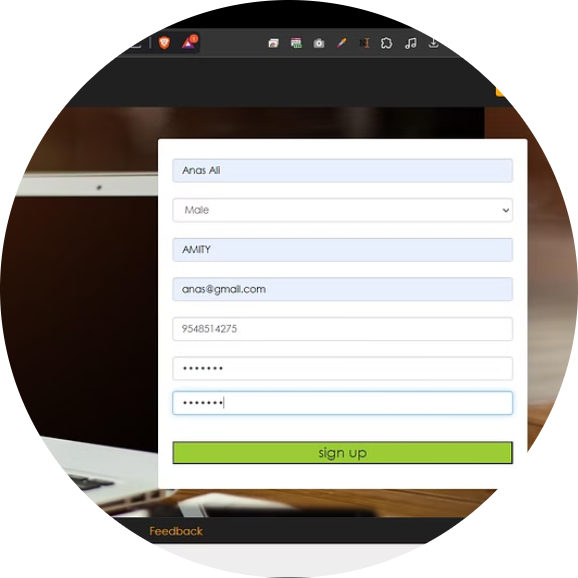 Anas Ali
Male
AMITY
anas@gmail.com
9548514275
•••••••
•••••••
sign up
Feedback